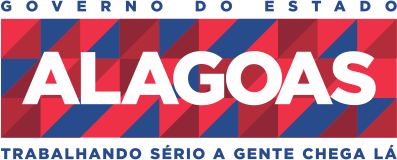 GOVERNO DO ESTADO
ALAGOAS
TRABALHANDO SÉRIO A GENTE CHEGA LÁ